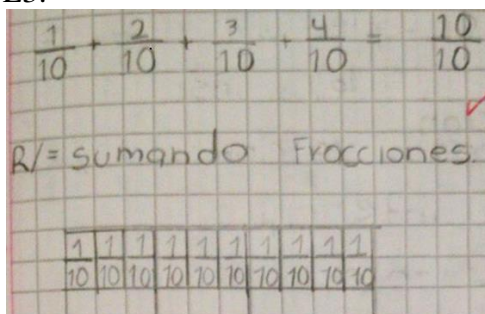 E3:
1/10 + 2/10 + 3/10 + 4/10 = 10/10
R/= sumando Fracciones.
1/10 1/10 1/10 1/10 1/10 1/10 1/10 1/10 1/10 1/10